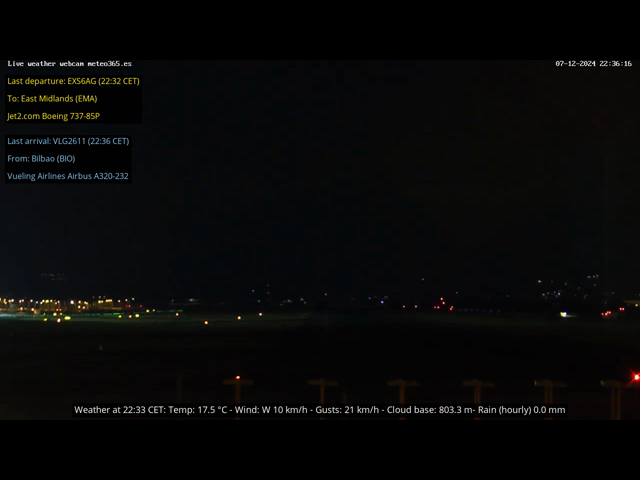 Live weather webcam meteo365.es
07-12-2024 22:36:16
Last departure: EXS6AG (22:32 CET)
To: East Midlands (EMA)
Jet2.com Boeing 737-85P
Last arrival: VLG2611 (22:36 CET)
From: Bilbao (BIO)
Vueling Airlines Airbus A320-232
Weather at 22:33 CET: Temp: 17.5 °C - Wind: W 10 km/h - Gusts: 21 km/h - Cloud base: 803.3 m- Rain (hourly) 0.0 mm